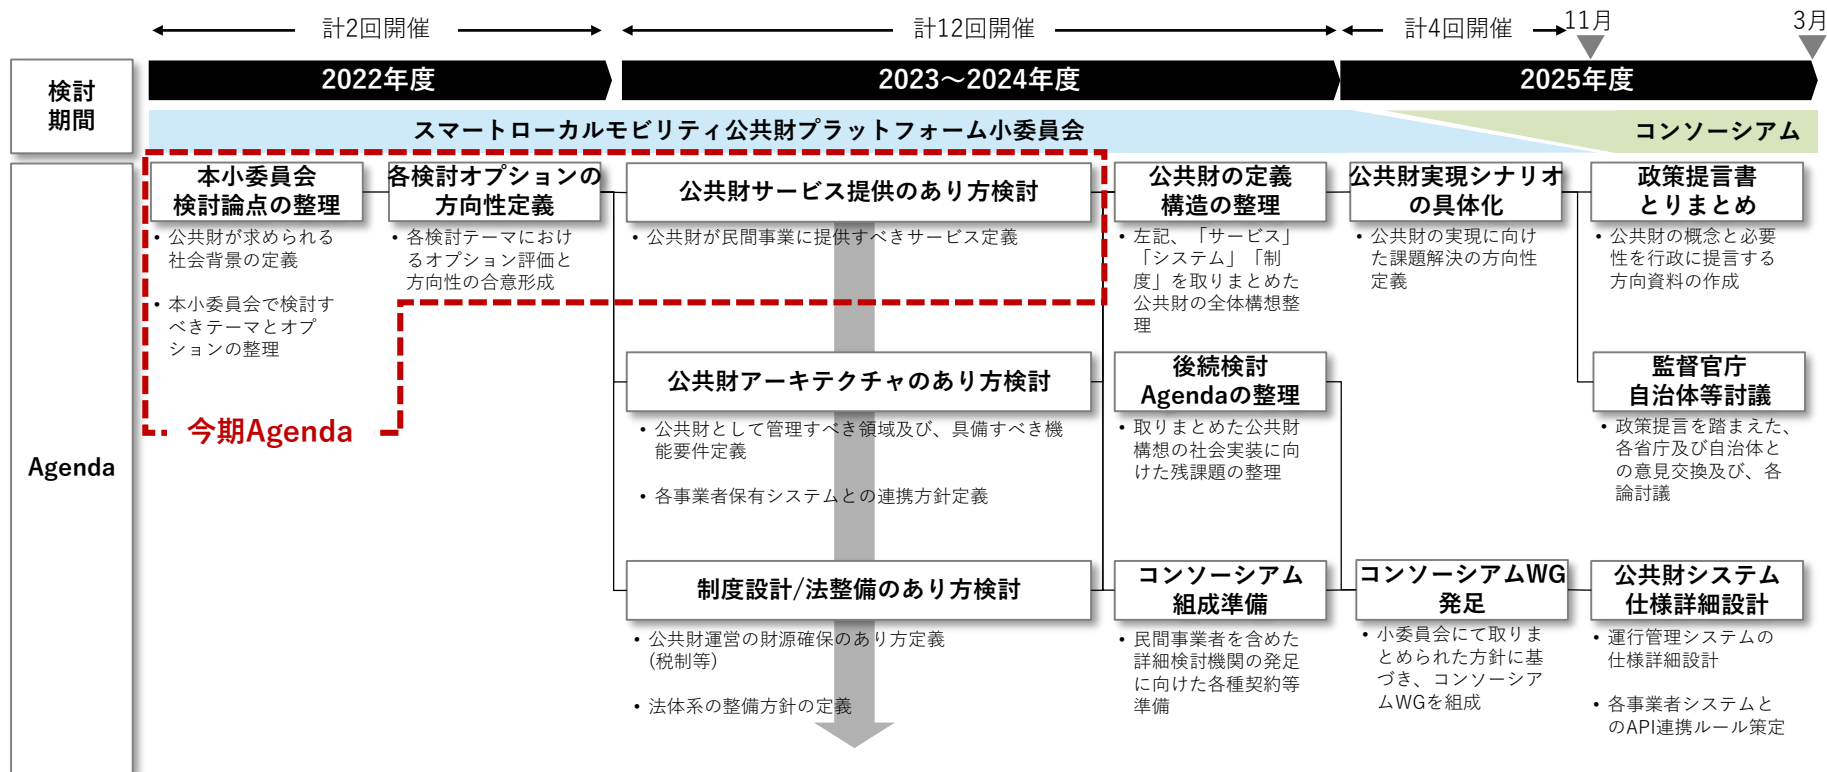 計2回開催
計12回開催
計4回開催
11月
3月
検討
期間
2022年度
2023～2024年度
2025年度
スマートローカルモビリティ公共財プラットフォーム小委員会
コンソーシアム
Agenda
本小委員会
検討論点の整理
• 公共財が求められる
社会背景の定義
• 本小委員会で検討す
べきテーマとオプ
ションの整理
各検討オプションの
方向性定義
• 各検討テーマにおけ
るオプション評価と
方向性の合意形成
今期Agenda
公共財サービス提供のあり方検討
• 公共財が民間事業に提供すべきサービス定義
公共財アーキテクチャのあり方検討
• 公共財として管理すべき領域及び、具備すべき機
能要件定義
• 各事業者保有システムとの連携方針定義
制度設計/法整備のあり方検討
• 公共財運営の財源確保のあり方定義
(税制等)
• 法体系の整備方針の定義
公共財の定義
構造の整理
• 左記、「サービス」
「システム」「制
度」を取りまとめた
公共財の全体構想整
理
後続検討
Agendaの整理
• 取りまとめた公共財
構想の社会実装に向
けた残課題の整理
コンソーシアム
組成準備
• 民間事業者を含めた
詳細検討機関の発足
に向けた各種契約等
準備
公共財実現シナリオ
の具体化
• 公共財の実現に向け
た課題解決の方向性
定義
コンソーシアムWG
発足
• 小委員会にて取りま
とめられた方針に基
づき、コンソーシア
ムWGを組成
政策提言書
とりまとめ
• 公共財の概念と必要
性を行政に提言する
方向資料の作成
監督官庁
自治体等討議
• 政策提言を踏まえた、
各省庁及び自治体と
の意見交換及び、各
論討議
公共財システム
仕様詳細設計
• 運行管理システムの
仕様詳細設計
• 各事業者システムと
のAPI連携ルール策定